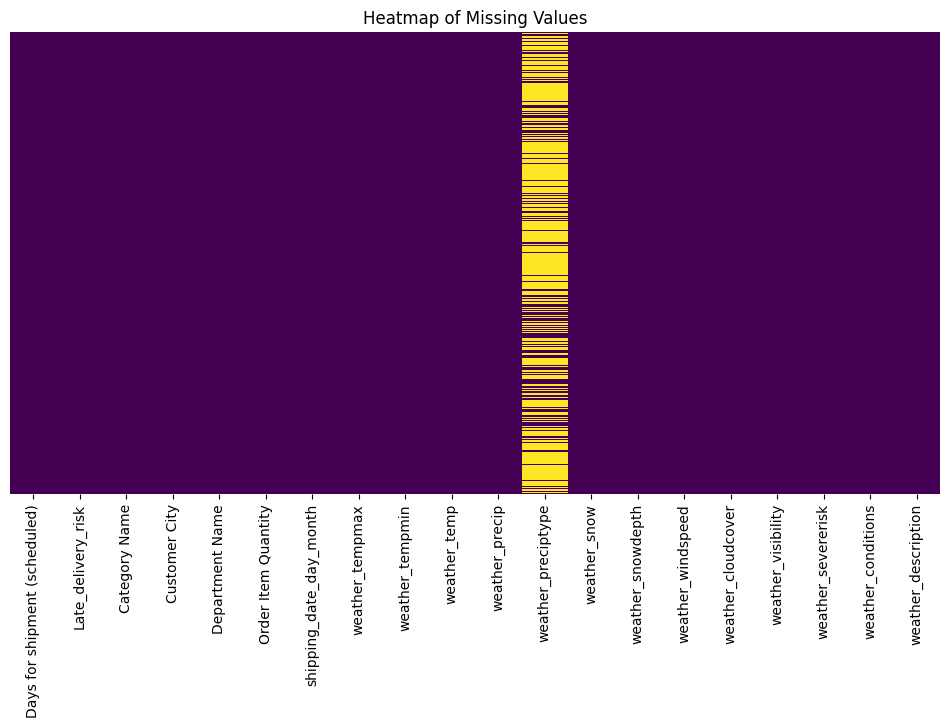 Heatmap of Missing Values
Days for shipment (scheduled)
Late_delivery_risk
Category Name
Customer City
Department Name
Order Item Quantity
shipping_date_day_month
weather_tempmax
weather_tempmin
weather_temp
weather_precip
weather_preciptype
weather_snow
weather_snowdepth
weather_windspeed
weather_cloudcover
weather_visibility
weather_severerisk
weather_conditions
weather_description